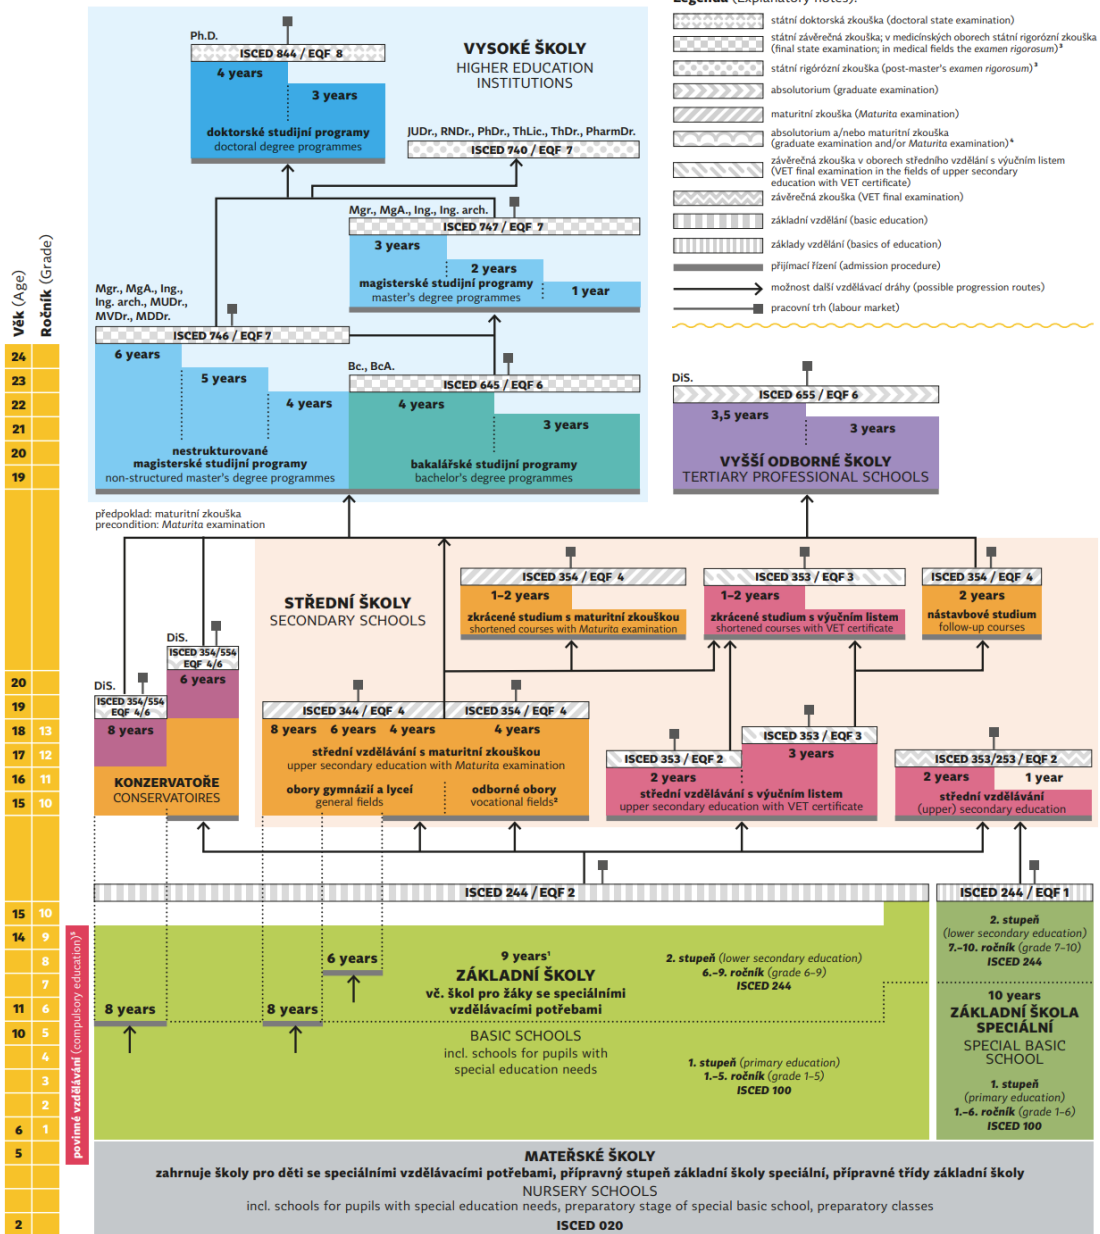 Legenda (Explanatory notes):
státní doktorská zkouška (doctoral state examination)
státní závěrečná zkouška; v medicínských oborech státní rigorózní zkouška
(final state examination; in medical fields the examen rigorosum)³
státní rigórózní zkouška (post-master's examen rigorosum)³
absolutorium (graduate examination)
maturitní zkouška (Maturita examination)
absolutorium a/nebo maturitní zkouška
(graduate examination and/or Maturita examination)⁴
závěrečná zkouška v oborech středního vzdělání s výučním listem
(VET final examination in the fields of upper secondary
education with VET certificate)
závěrečná zkouška (VET final examination)
základní vzdělání (basic education)
základy vzdělání (basics of education)
přijímací řízení (admission procedure)
možnost další vzdělávací dráhy (possible progression routes)
pracovní trh (labour market)
Ph.D.
ISCED 844 / EQF 8
4 years
3 years
doktorské studijní programy
doctoral degree programmes
VYSOKÉ ŠKOLY
HIGHER EDUCATION
INSTITUTIONS
JUDr., RNDr., PhDr., ThLic., ThDr., PharmDr.
ISCED 740 / EQF 7
Mgr., MgA., Ing., Ing. arch.
ISCED 747 / EQF 7
3 years
2 years
1 year
magisterské studijní programy
master's degree programmes
Mgr., MgA., Ing.,
Ing. arch., MUDr.,
MVDr., MDDr.
ISCED 746 / EQF 7
6 years
5 years
4 years
nestrukturované
magisterské studijní programy
non-structured master's degree programmes
Bc., BcA.
ISCED 645 / EQF 6
4 years
3 years
bakalářské studijní programy
bachelor's degree programmes
DiS.
ISCED 655 / EQF 6
3,5 years
3 years
VYŠŠÍ ODBORNÉ ŠKOLY
TERTIARY PROFESSIONAL SCHOOLS
předpoklad: maturitní zkouška
precondition: Maturita examination
Věk (Age)
Ročník (Grade)
24
23
22
21
20
19
20
19
18 13
17 12
16 11
15 10
15 10
14 9
8
7
11 6
10 5
4
3
2
6 1
5
2
povinné vzdělávání (compulsory education)⁵
STŘEDNÍ ŠKOLY
SECONDARY SCHOOLS
ISCED 354 / EQF 4
1–2 years
zkrácené studium s maturitní zkouškou
shortened courses with Maturita examination
ISCED 353 / EQF 3
1–2 years
zkrácené studium s výučním listem
shortened courses with VET certificate
ISCED 354 / EQF 4
2 years
nástavbové studium
follow-up courses
DiS.
ISCED 354/554
EQF 4/6
6 years
DiS.
ISCED 354/554
EQF 4/6
8 years
KONZERVATOŘE
CONSERVATOIRES
ISCED 344 / EQF 4
ISCED 354 / EQF 4
8 years 6 years 4 years
4 years
střední vzdělávání s maturitní zkouškou
upper secondary education with Maturita examination
obory gymnázií a lyceí
general fields
odborné obory
vocational fields²
ISCED 353 / EQF 2
2 years
ISCED 353 / EQF 3
3 years
střední vzdělávání s výučním listem
upper secondary education with VET certificate
ISCED 353/253 / EQF 2
2 years
1 year
střední vzdělávání
(upper) secondary education
ISCED 244 / EQF 2
ISCED 244 / EQF 1
8 years
8 years
6 years
9 years¹
ZÁKLADNÍ ŠKOLY
vč. škol pro žáky se speciálními
vzdělávacími potřebami
BASIC SCHOOLS
incl. schools for pupils with
special education needs
2. stupeň (lower secondary education)
6.–9. ročník (grade 6–9)
ISCED 244
1. stupeň (primary education)
1.–5. ročník (grade 1–5)
ISCED 100
2. stupeň
(lower secondary education)
7.–10. ročník (grade 7–10)
ISCED 244
10 years
ZÁKLADNÍ ŠKOLA
SPECIÁLNÍ
SPECIAL BASIC
SCHOOL
1. stupeň
(primary education)
1.–6. ročník (grade 1–6)
ISCED 100
MATEŘSKÉ ŠKOLY
zahrnuje školy pro děti se speciálními vzdělávacími potřebami, přípravný stupeň základní školy speciální, přípravné třídy základní školy
NURSERY SCHOOLS
incl. schools for pupils with special education needs, preparatory stage of special basic school, preparatory classes
ISCED 020